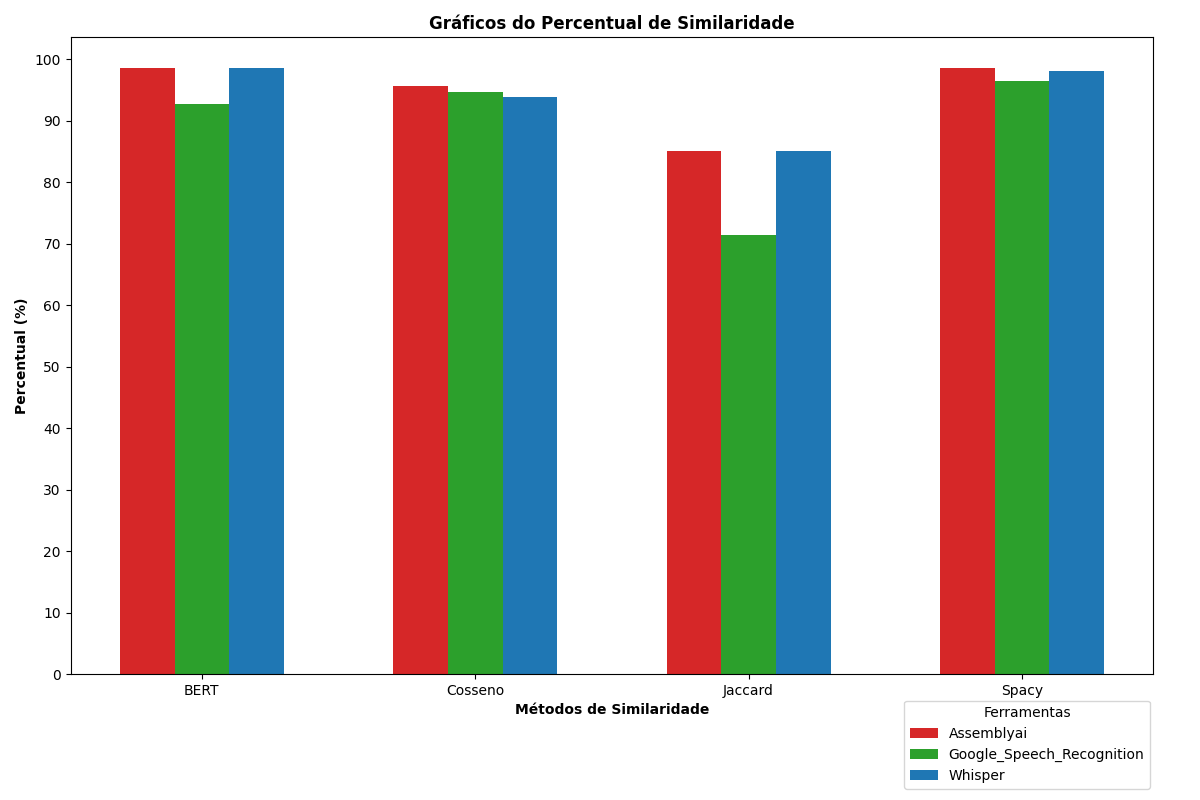 Gráficos do Percentual de Similaridade
Percentual (%)
100
90
80
70
60
50
40
30
20
10
0
BERT Cosseno Jaccard Spacy
Métodos de Similaridade
Ferramentas
Assemblyai
Google_Speech_Recognition
Whisper